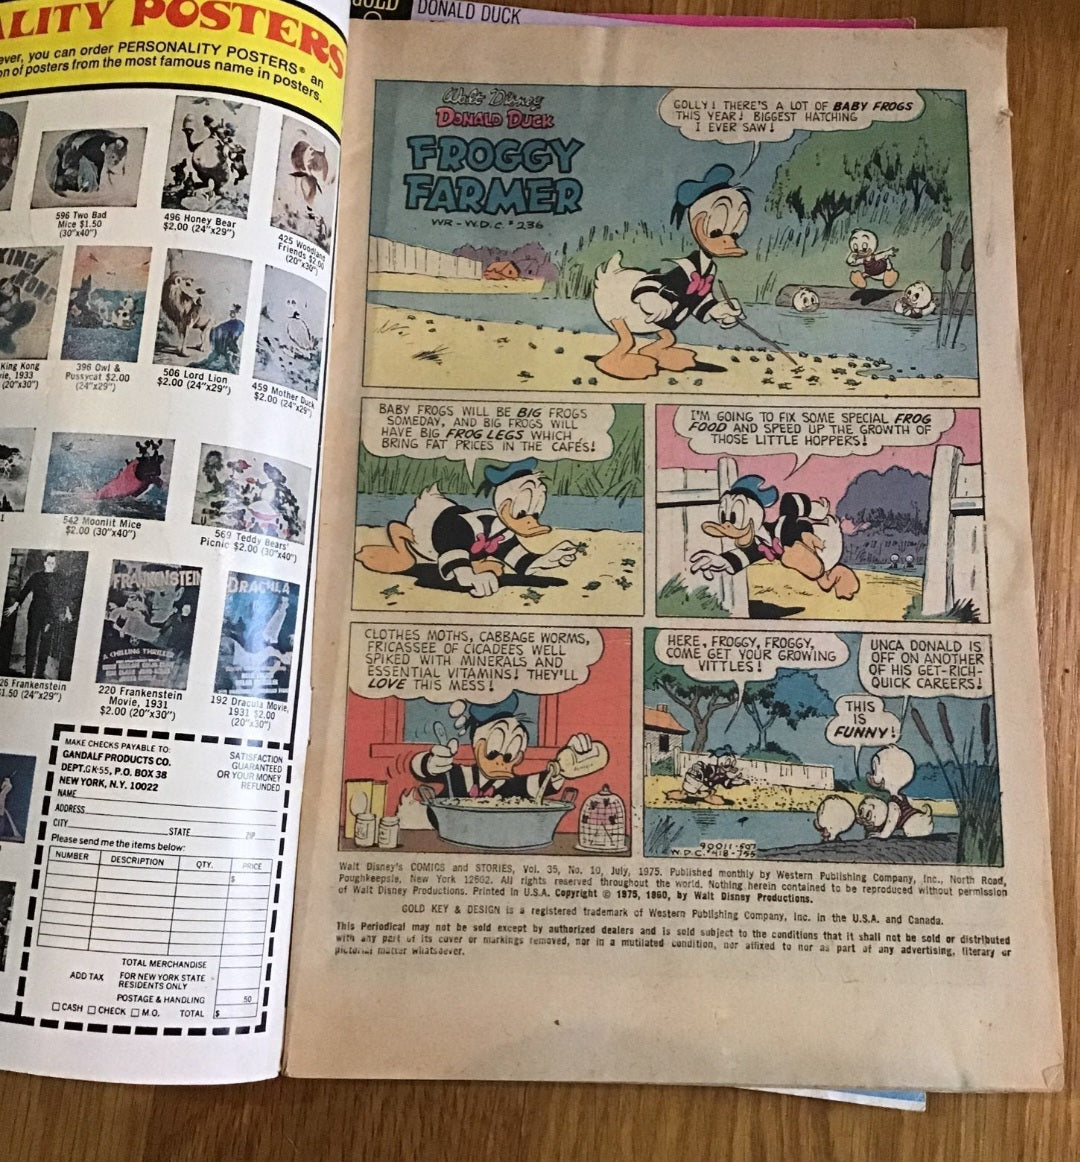 GOLD
DONALD DUCK
ALITY POSTERS
ever, you can order PERSONALITY POSTERS® an
on of posters from the most famous name in posters.
596 Two Bad
Mice $1.50
(30"x40")
496 Honey Bear
$2.00 (24"x29")
425 Woodland
Friends $2.00
(20"x30")
KING
KONG
King Kong
1933
(20"x30")
396 Owl &
Pussycat $2.00
(24"x29")
506 Lord Lion
$2.00 (24"x29")
459 Mother Duck
$2.00 (24"x29")
542 Moonlit Mice
$2.00 (30"x40")
569 Teddy Bears'
Picnic $2.00 (30"x40")
FRANKENSTEIN
A CHILLING THRILLER
DRACULA
26 Frankenstein
$1.50 (24"x29")
220 Frankenstein
Movie, 1931
$2.00 (20"x30")
192 Dracula Movie,
1931 $2.00
(20"x30")
MAKE CHECKS PAYABLE TO:
GANDALF PRODUCTS CO.
DEPT.GK55, P.O. BOX 38
NEW YORK, N.Y. 10022
SATISFACTION
GUARANTEED
OR YOUR MONEY
REFUNDED
NAME
ADDRESS
CITY STATE ZIP
Please send me the items below:
NUMBER DESCRIPTION QTY. PRICE
$
TOTAL MERCHANDISE
ADD TAX FOR NEW YORK STATE
RESIDENTS ONLY
POSTAGE & HANDLING 50
CASH CHECK M.O. TOTAL $
Walt Disney
DONALD DUCK
FROGGY
FARMER
WR-W.D.C. #236
GOLLY! THERE'S A LOT OF BABY FROGS
THIS YEAR! BIGGEST HATCHING
I EVER SAW!
BABY FROGS WILL BE BIG FROGS
SOMEDAY, AND BIG FROGS WILL
HAVE BIG FROG LEGS WHICH
BRING FAT PRICES IN THE CAFÉS!
I'M GOING TO FIX SOME SPECIAL FROG
FOOD AND SPEED UP THE GROWTH OF
THOSE LITTLE HOPPERS!
CLOTHES MOTHS, CABBAGE WORMS,
FRICASSEE OF CICADEES WELL
SPIKED WITH MINERALS AND
ESSENTIAL VITAMINS! THEY'LL
LOVE THIS MESS!
HERE, FROGGY, FROGGY,
COME GET YOUR GROWING
VITTLES!
UNCA DONALD IS
OFF ON ANOTHER
OF HIS GET-RICH-
QUICK CAREERS!
THIS
IS
FUNNY!
90011-507
W.D.C. #418-755
Walt Disney's COMICS and STORIES, Vol. 35, No. 10, July, 1975. Published monthly by Western Publishing Company, Inc., North Road,
Poughkeepsie, New York 12602. All rights reserved throughout the world. Nothing herein contained to be reproduced without permission
of Walt Disney Productions. Printed in U.S.A. Copyright © 1975, 1960, by Walt Disney Productions.
GOLD KEY & DESIGN is a registered trademark of Western Publishing Company, Inc. in the U.S.A. and Canada.
This Periodical may not be sold except by authorized dealers and is sold subject to the conditions that it shall not be sold or distributed
with any part of its cover or markings removed, nor in a mutilated condition, nor affixed to nor as part of any advertising, literary or
pictorial matter whatsoever.